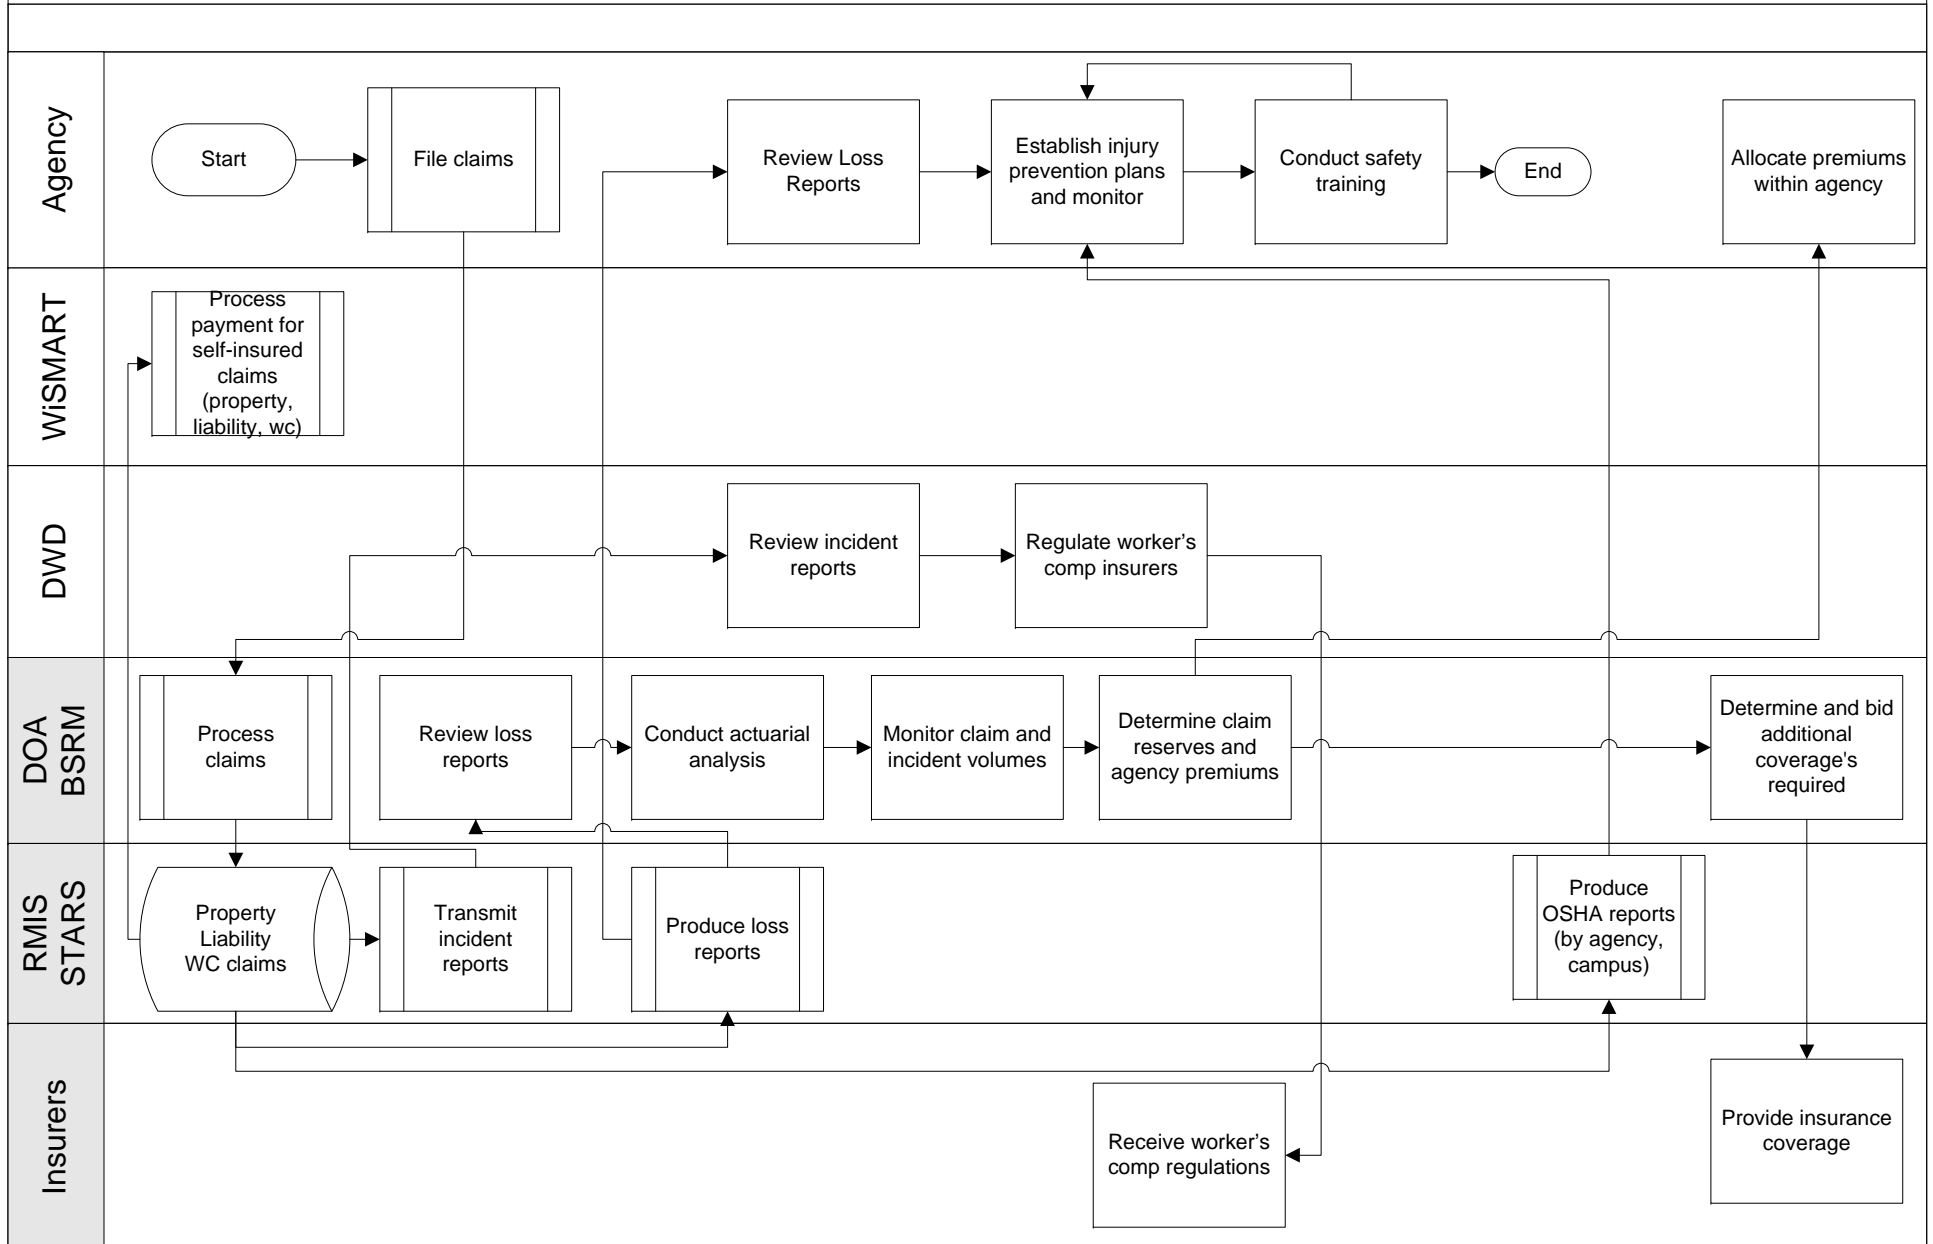 Agency
Start
File claims
Review Loss
Reports
Establish injury
prevention plans
and monitor
Conduct safety
training
End
Allocate premiums
within agency
WiSMART
Process
payment for
self-insured
claims
(property,
liability, wc)
DWD
Review incident
reports
Regulate worker's
comp insurers
DOA
BSRM
Process
claims
Review loss
reports
Conduct actuarial
analysis
Monitor claim and
incident volumes
Determine claim
reserves and
agency premiums
Determine and bid
additional
coverage's
required
RMIS
STARS
Property
Liability
WC claims
Transmit
incident
reports
Produce loss
reports
Produce
OSHA reports
(by agency,
campus)
Insurers
Receive worker's
comp regulations
Provide insurance
coverage